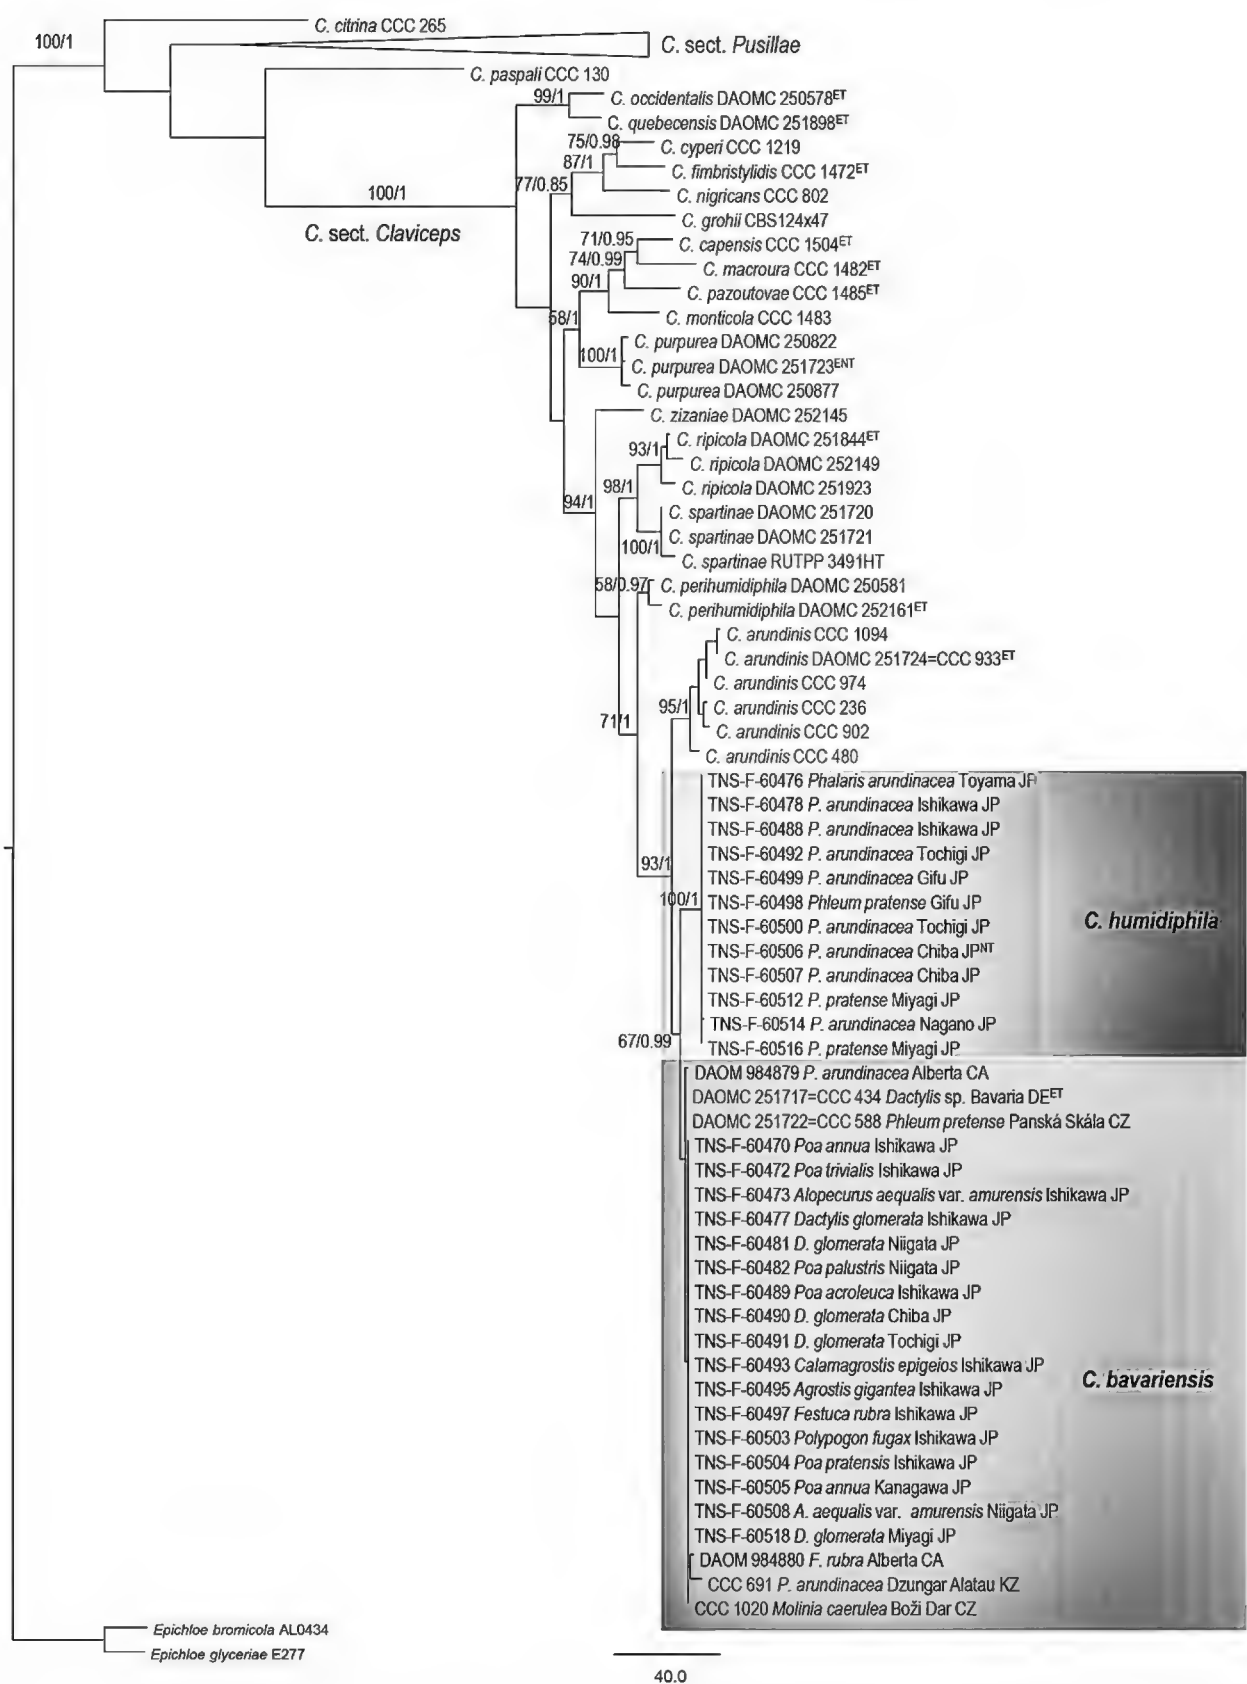 C. citrina CCC 265
100/1
C. sect. Pusillae
C. paspali CCC 130
99/1
C. occidentalis DAOMC 250578ET
C. quebecensis DAOMC 251898ET
75/0.98
C. cyperi CCC 1219
87/1
C. fimbristylidis CCC 1472ET
77/0.85
100/1
C. nigricans CCC 802
C. grohii CBS124x47
C. sect. Claviceps
71/0.95
C. capensis CCC 1504ET
74/0.99
C. macroura CCC 1482ET
90/1
C. pazoutovae CCC 1485ET
58/1
C. monticola CCC 1483
C. purpurea DAOMC 250822
100/1
C. purpurea DAOMC 251723ENT
C. purpurea DAOMC 250877
C. zizaniae DAOMC 252145
C. ripicola DAOMC 251844ET
93/1
C. ripicola DAOMC 252149
98/1
C. ripicola DAOMC 251923
94/1
C. spartinae DAOMC 251720
C. spartinae DAOMC 251721
100/1
C. spartinae RUTPP 3491HT
58/0.97
C. perihumidiphila DAOMC 250581
C. perihumidiphila DAOMC 252161ET
C. arundinis CCC 1094
C. arundinis DAOMC 251724=CCC 933ET
C. arundinis CCC 974
95/1
C. arundinis CCC 236
71/1
C. arundinis CCC 902
C. arundinis CCC 480
TNS-F-60476 Phalaris arundinacea Toyama JP
TNS-F-60478 P. arundinacea Ishikawa JP
TNS-F-60488 P. arundinacea Ishikawa JP
TNS-F-60492 P. arundinacea Tochigi JP
93/1
TNS-F-60499 P. arundinacea Gifu JP
100/1
TNS-F-60498 Phleum pratense Gifu JP
C. humidiphila
TNS-F-60500 P. arundinacea Tochigi JP
TNS-F-60506 P. arundinacea Chiba JPNT
TNS-F-60507 P. arundinacea Chiba JP
TNS-F-60512 P. pratense Miyagi JP
TNS-F-60514 P. arundinacea Nagano JP
67/0.99
TNS-F-60516 P. pratense Miyagi JP
DAOM 984879 P. arundinacea Alberta CA
DAOMC 251717=CCC 434 Dactylis sp. Bavaria DEET
DAOMC 251722=CCC 588 Phleum pretense Panská Skála CZ
TNS-F-60470 Poa annua Ishikawa JP
TNS-F-60472 Poa trivialis Ishikawa JP
TNS-F-60473 Alopecurus aequalis var. amurensis Ishikawa JP
TNS-F-60477 Dactylis glomerata Ishikawa JP
TNS-F-60481 D. glomerata Niigata JP
TNS-F-60482 Poa palustris Niigata JP
TNS-F-60489 Poa acroleuca Ishikawa JP
TNS-F-60490 D. glomerata Chiba JP
TNS-F-60491 D. glomerata Tochigi JP
TNS-F-60493 Calamagrostis epigeios Ishikawa JP
C. bavariensis
TNS-F-60495 Agrostis gigantea Ishikawa JP
TNS-F-60497 Festuca rubra Ishikawa JP
TNS-F-60503 Polypogon fugax Ishikawa JP
TNS-F-60504 Poa pratensis Ishikawa JP
TNS-F-60505 Poa annua Kanagawa JP
TNS-F-60508 A. aequalis var. amurensis Niigata JP
TNS-F-60518 D. glomerata Miyagi JP
DAOM 984880 F. rubra Alberta CA
CCC 691 P. arundinacea Dzungar Alatau KZ
CCC 1020 Molinia caerulea Boži Dar CZ
Epichloe bromicola AL0434
Epichloe glyceriae E277
40.0